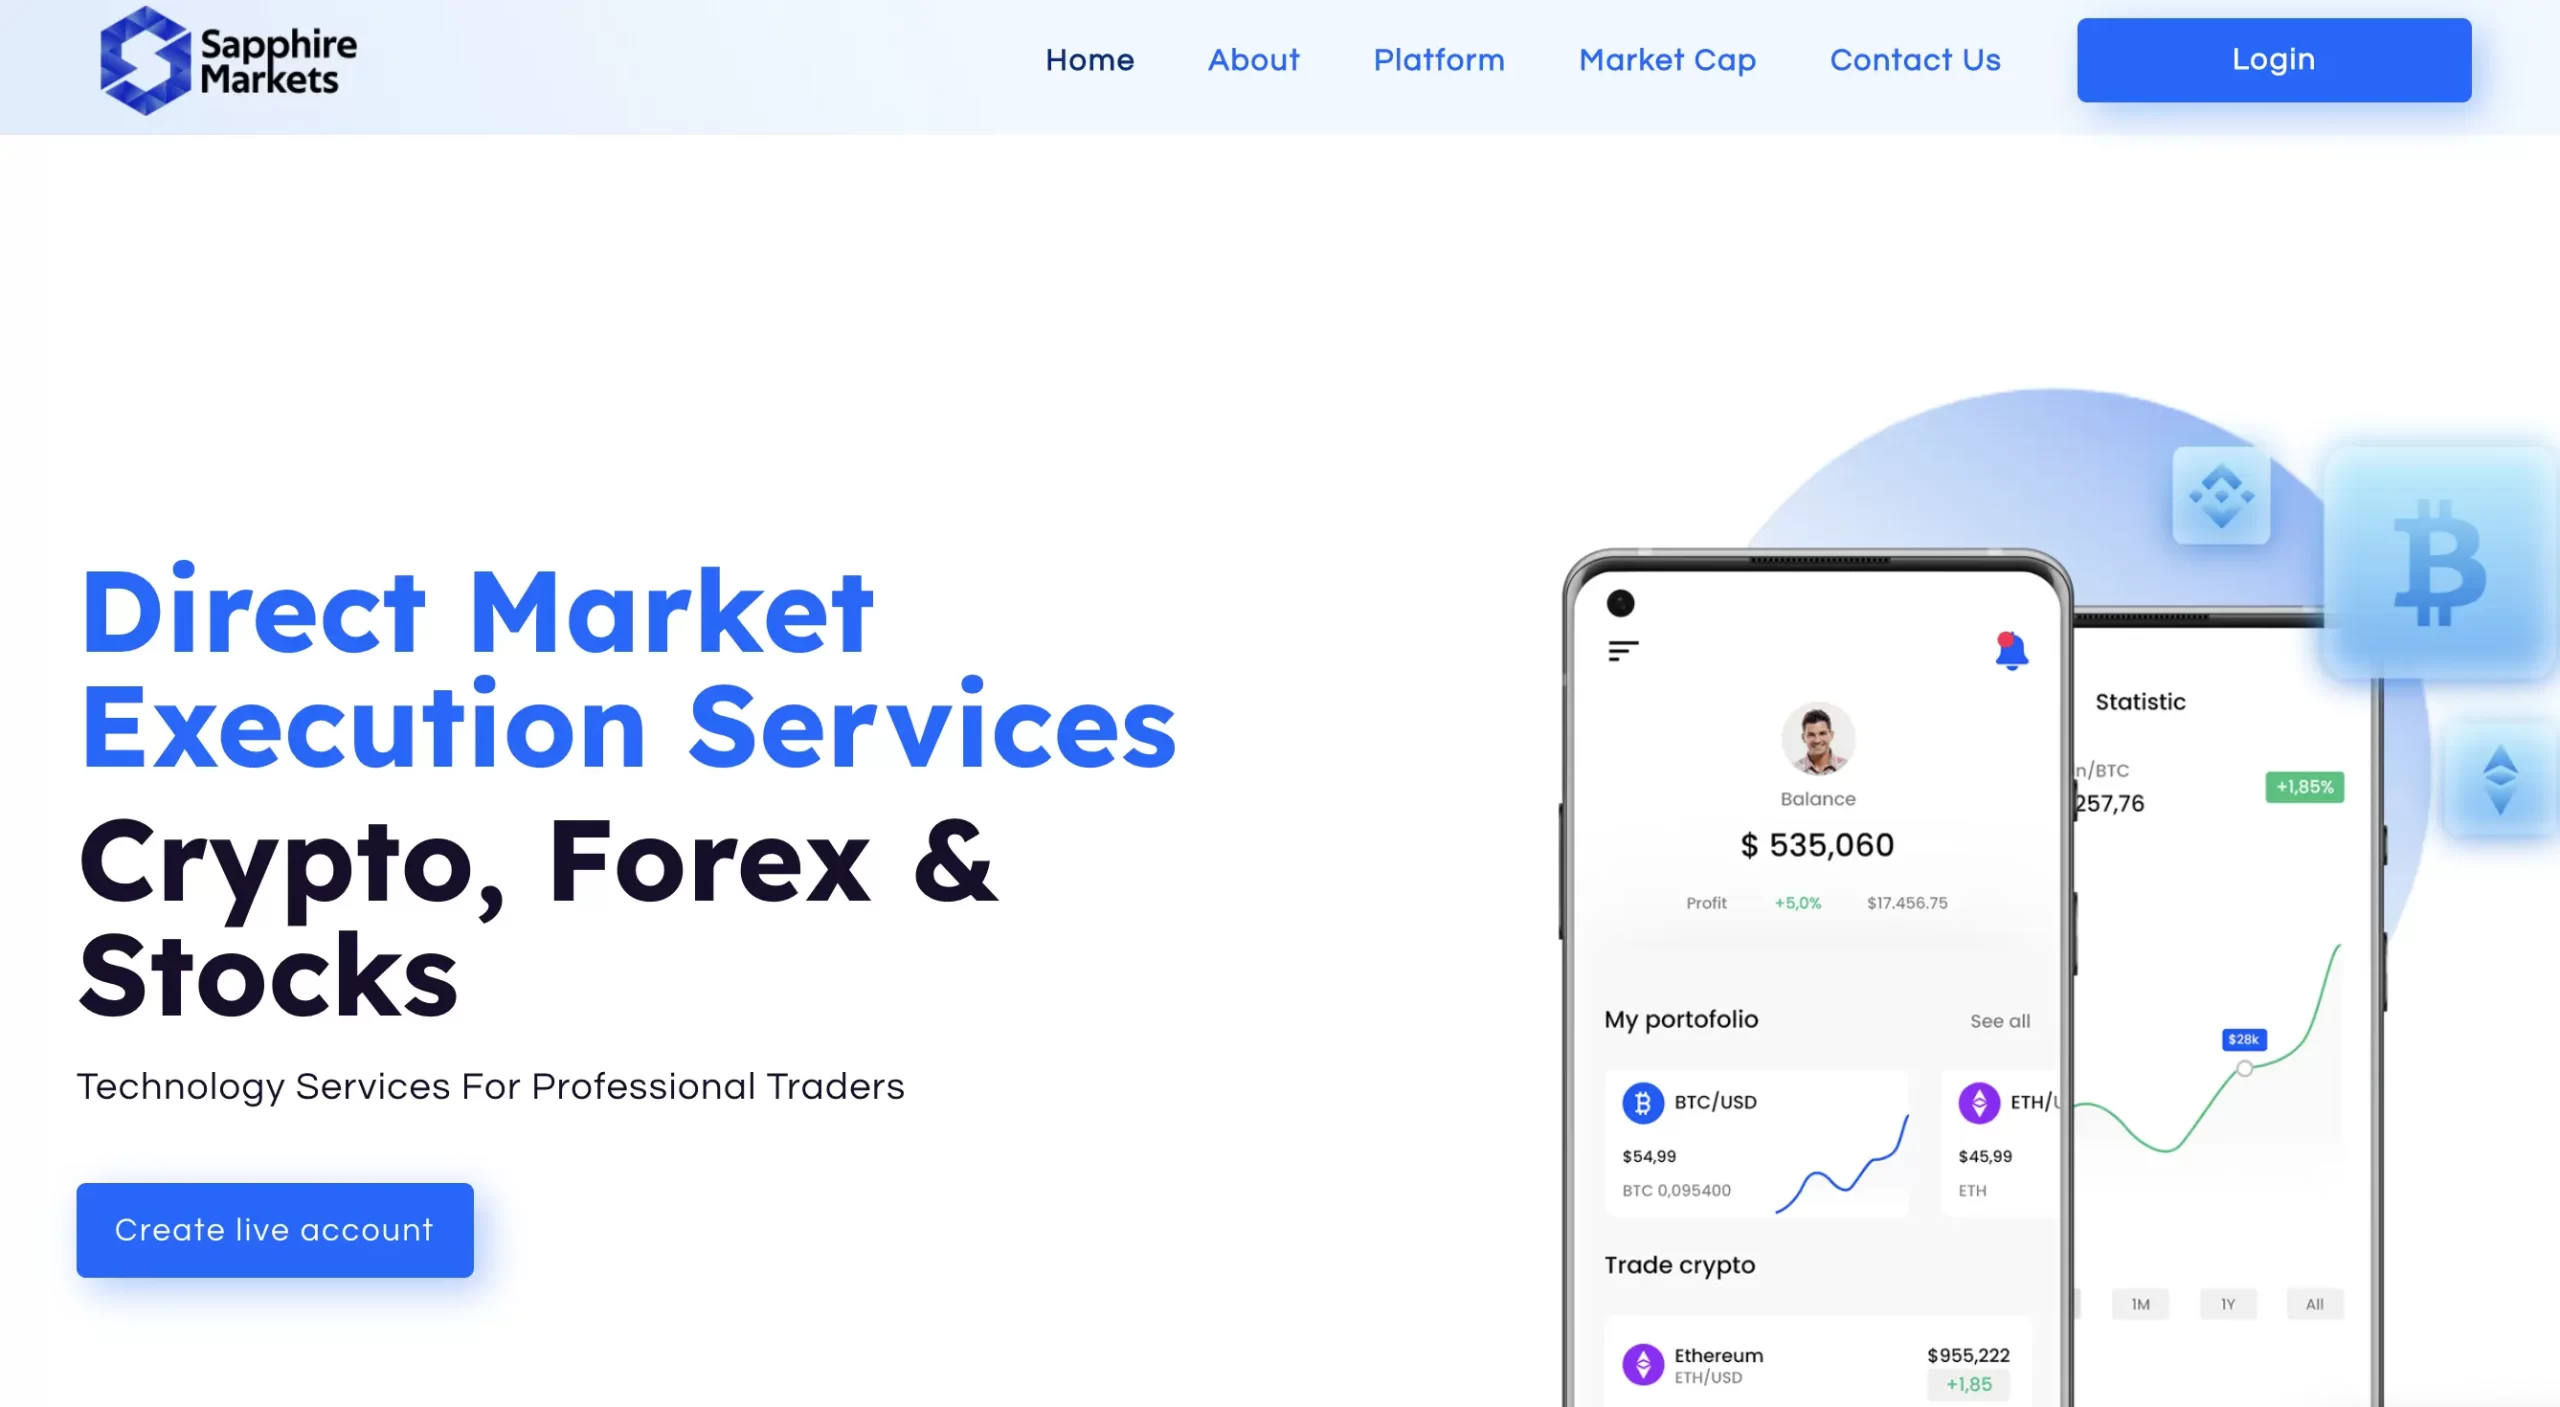 Sapphire
Markets
Home
About
Platform
Market Cap
Contact Us
Login
Direct Market
Execution Services
Crypto, Forex &
Stocks
Technology Services For Professional Traders
Create live account
Balance
$ 535,060
Profit
+5,0%
$17.456.75
My portofolio
See all
BTC/USD
$54,99
BTC 0,095400
ETH/U
$45,99
ETH
Trade crypto
Ethereum
ETH/USD
$955,222
+1,85
Statistic
n/BTC
257,76
+1,85%
$28k
1M
1Y
All